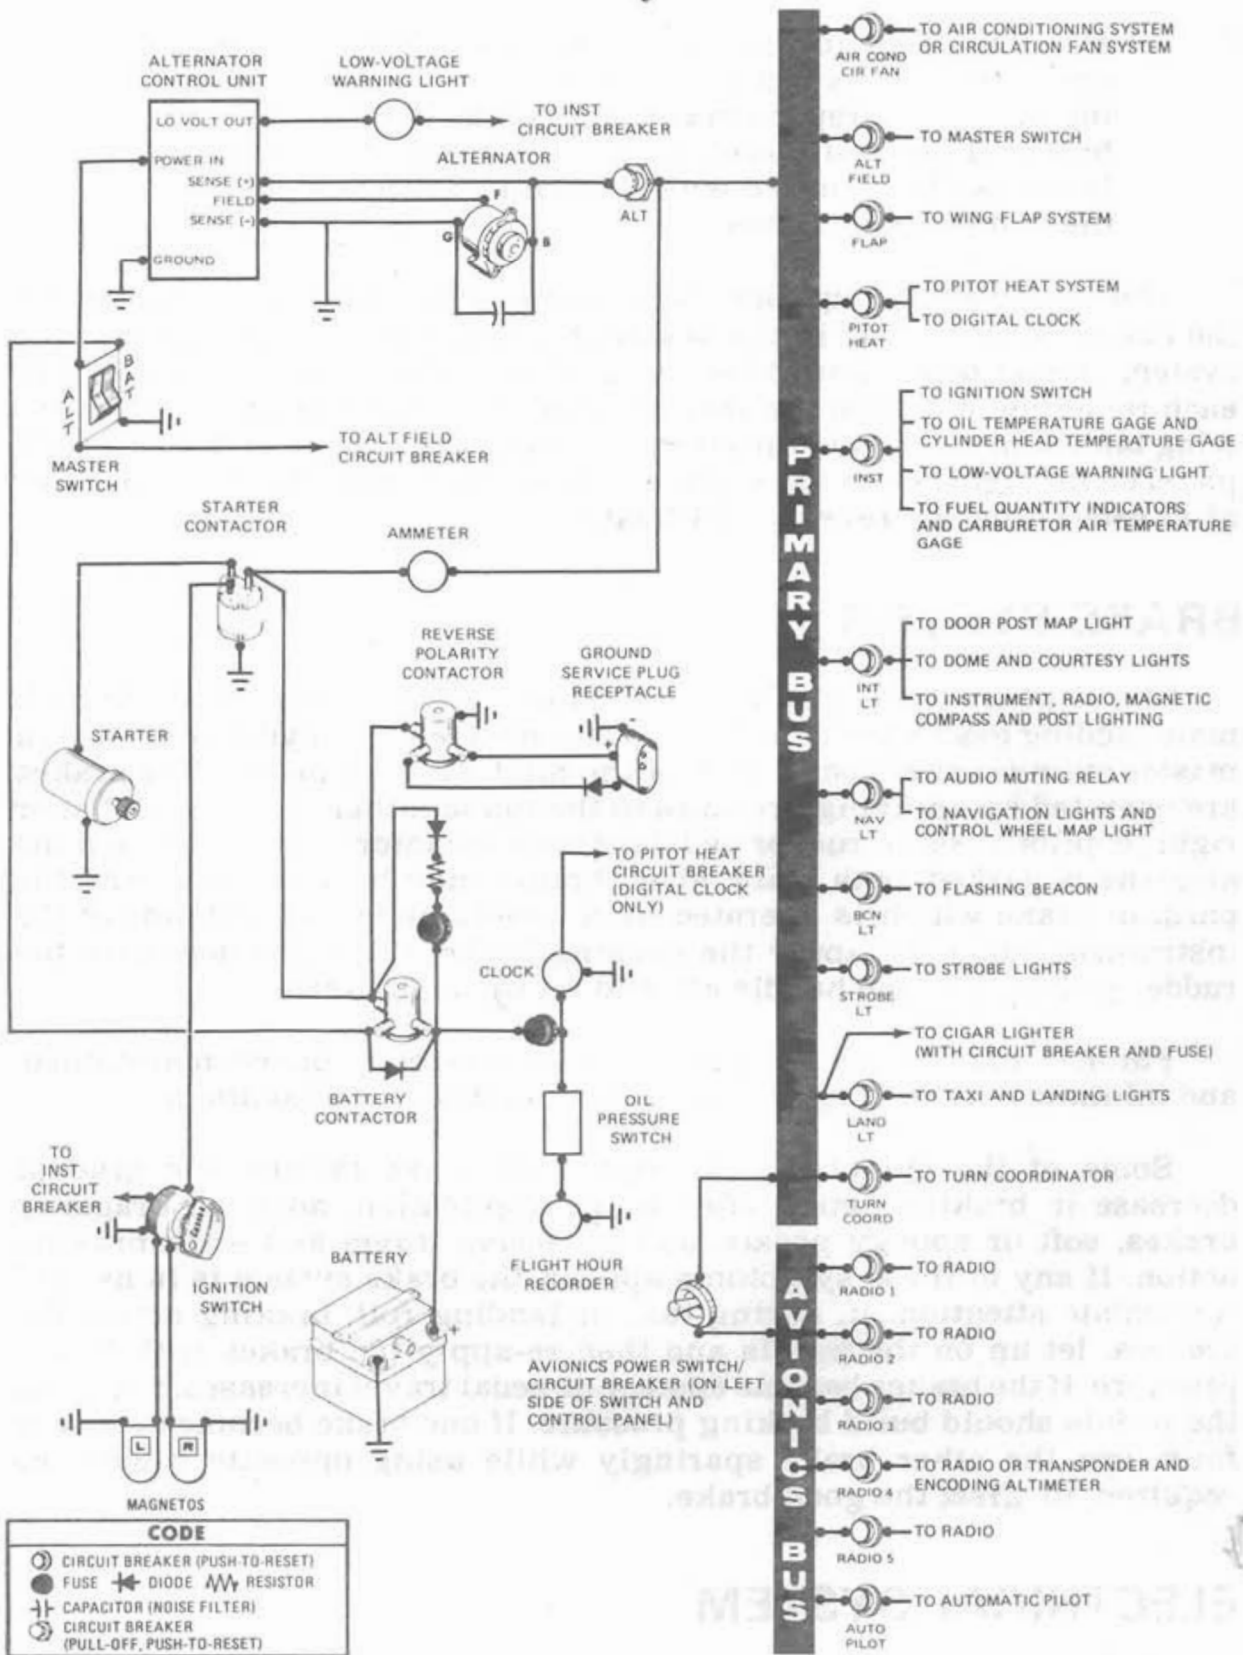 ALTERNATOR
CONTROL UNIT
LOW-VOLTAGE
WARNING LIGHT
LO VOLT OUT
TO INST
CIRCUIT BREAKER
POWER IN
ALTERNATOR
SENSE (+)
FIELD
SENSE (-)
F
G
B
GROUND
ALT
BAT
ALT
MASTER
SWITCH
TO ALT FIELD
CIRCUIT BREAKER
STARTER
CONTACTOR
AMMETER
REVERSE
POLARITY
CONTACTOR
GROUND
SERVICE PLUG
RECEPTACLE
+
STARTER
TO PITOT HEAT
CIRCUIT BREAKER
(DIGITAL CLOCK
ONLY)
CLOCK
BATTERY
CONTACTOR
OIL
PRESSURE
SWITCH
TO
INST
CIRCUIT
BREAKER
IGNITION
SWITCH
BATTERY
+
FLIGHT HOUR
RECORDER
AVIONICS POWER SWITCH/
CIRCUIT BREAKER (ON LEFT
SIDE OF SWITCH AND
CONTROL PANEL)
L
R
MAGNETOS
CODE
CIRCUIT BREAKER (PUSH-TO-RESET)
FUSE DIODE RESISTOR
CAPACITOR (NOISE FILTER)
CIRCUIT BREAKER
(PULL-OFF, PUSH-TO-RESET)
PRIMARY BUS
AIR COND
CIR FAN
TO AIR CONDITIONING SYSTEM
OR CIRCULATION FAN SYSTEM
ALT
FIELD
TO MASTER SWITCH
FLAP
TO WING FLAP SYSTEM
PITOT
HEAT
TO PITOT HEAT SYSTEM
TO DIGITAL CLOCK
INST
TO IGNITION SWITCH
TO OIL TEMPERATURE GAGE AND
CYLINDER HEAD TEMPERATURE GAGE
TO LOW-VOLTAGE WARNING LIGHT
TO FUEL QUANTITY INDICATORS
AND CARBURETOR AIR TEMPERATURE
GAGE
INT
LT
TO DOOR POST MAP LIGHT
TO DOME AND COURTESY LIGHTS
TO INSTRUMENT, RADIO, MAGNETIC
COMPASS AND POST LIGHTING
NAV
LT
TO AUDIO MUTING RELAY
TO NAVIGATION LIGHTS AND
CONTROL WHEEL MAP LIGHT
BCN
LT
TO FLASHING BEACON
STROBE
LT
TO STROBE LIGHTS
TO CIGAR LIGHTER
(WITH CIRCUIT BREAKER AND FUSE)
LAND
LT
TO TAXI AND LANDING LIGHTS
TURN
COORD
TO TURN COORDINATOR
AVIONICS BUS
RADIO 1
TO RADIO
RADIO 2
TO RADIO
RADIO 3
TO RADIO
RADIO 4
TO RADIO OR TRANSPONDER AND
ENCODING ALTIMETER
RADIO 5
TO RADIO
AUTO
PILOT
TO AUTOMATIC PILOT